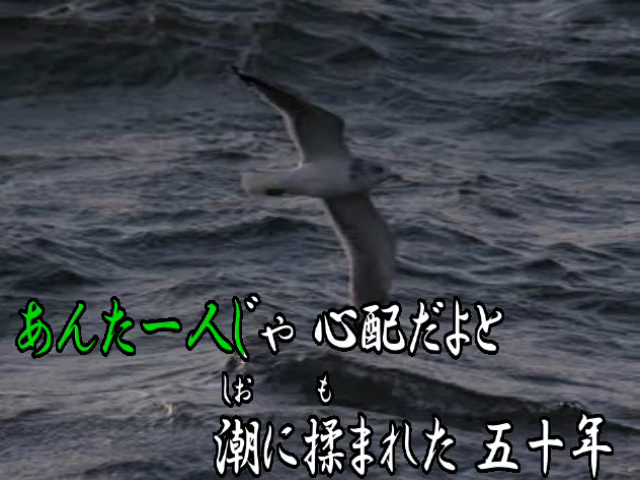 あんた一人じゃ 心配だよと
しお も
潮に揉まれた 五十年